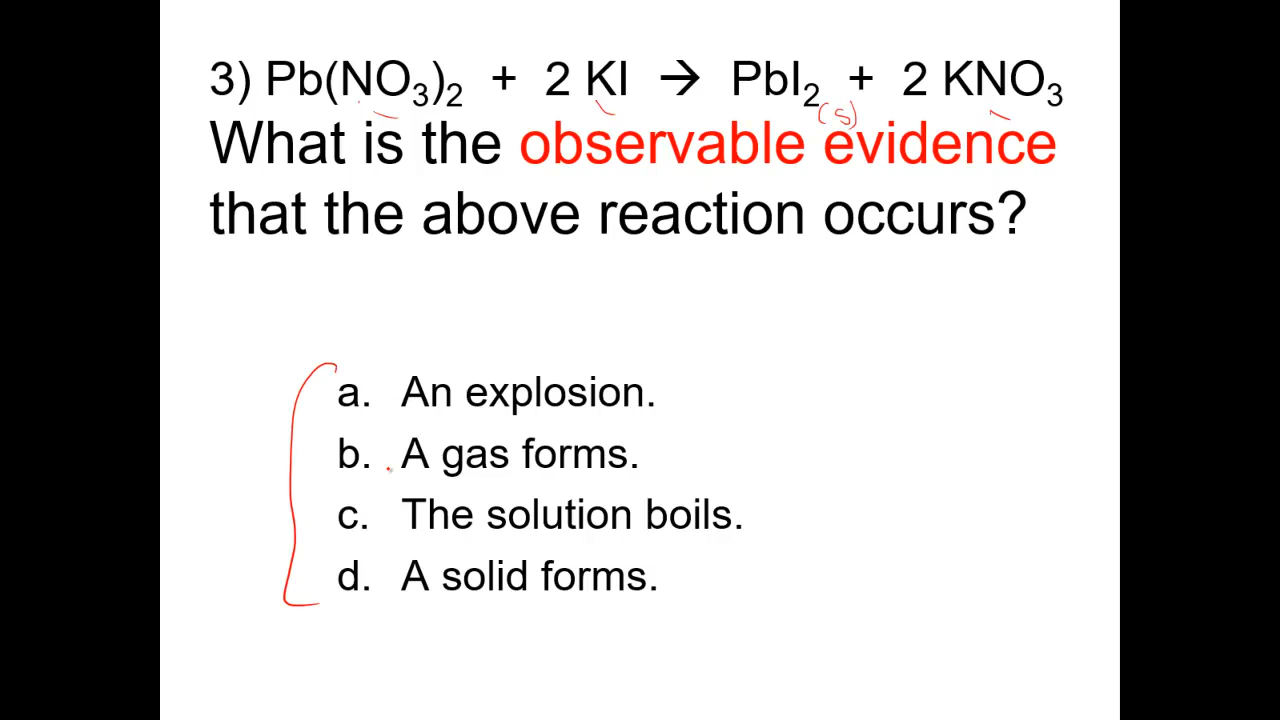 3) Pb(NO₃)₂ + 2 KI → PbI₂ + 2 KNO₃
(s)
What is the observable evidence
that the above reaction occurs?
a. An explosion.
b. A gas forms.
c. The solution boils.
d. A solid forms.